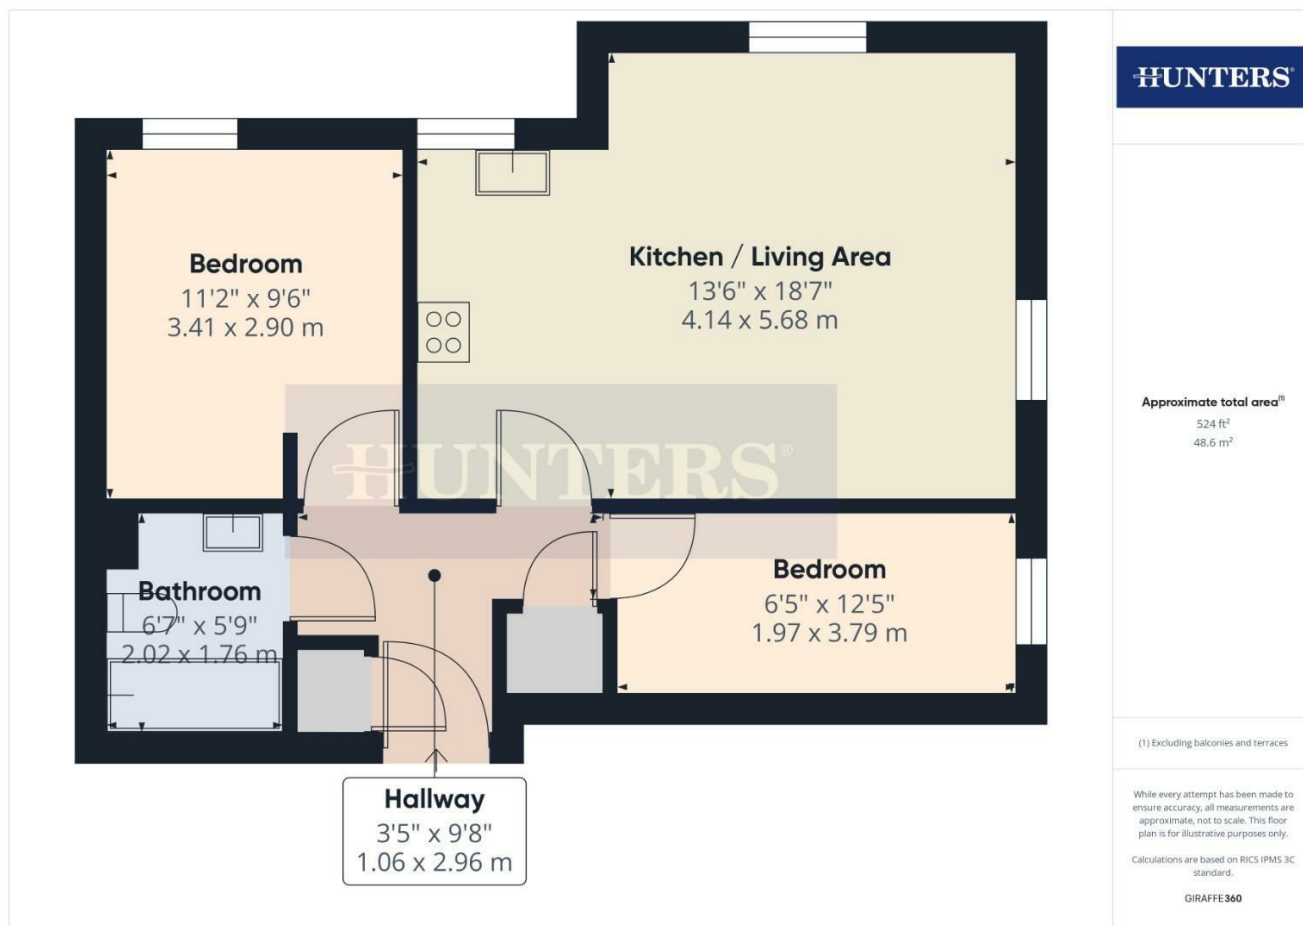 Bedroom
11'2" x 9'6"
3.41 x 2.90 m
Kitchen / Living Area
13'6" x 18'7"
4.14 x 5.68 m
HUNTERS®
Bathroom
6'7" x 5'9"
2.02 x 1.76 m
Bedroom
6'5" x 12'5"
1.97 x 3.79 m
Hallway
3'5" x 9'8"
1.06 x 2.96 m
HUNTERS®
Approximate total area(1)
524 ft²
48.6 m²
(1) Excluding balconies and terraces
While every attempt has been made to
ensure accuracy, all measurements are
approximate, not to scale. This floor
plan is for illustrative purposes only.
Calculations are based on RICS IPMS 3C
standard.
GIRAFFE360